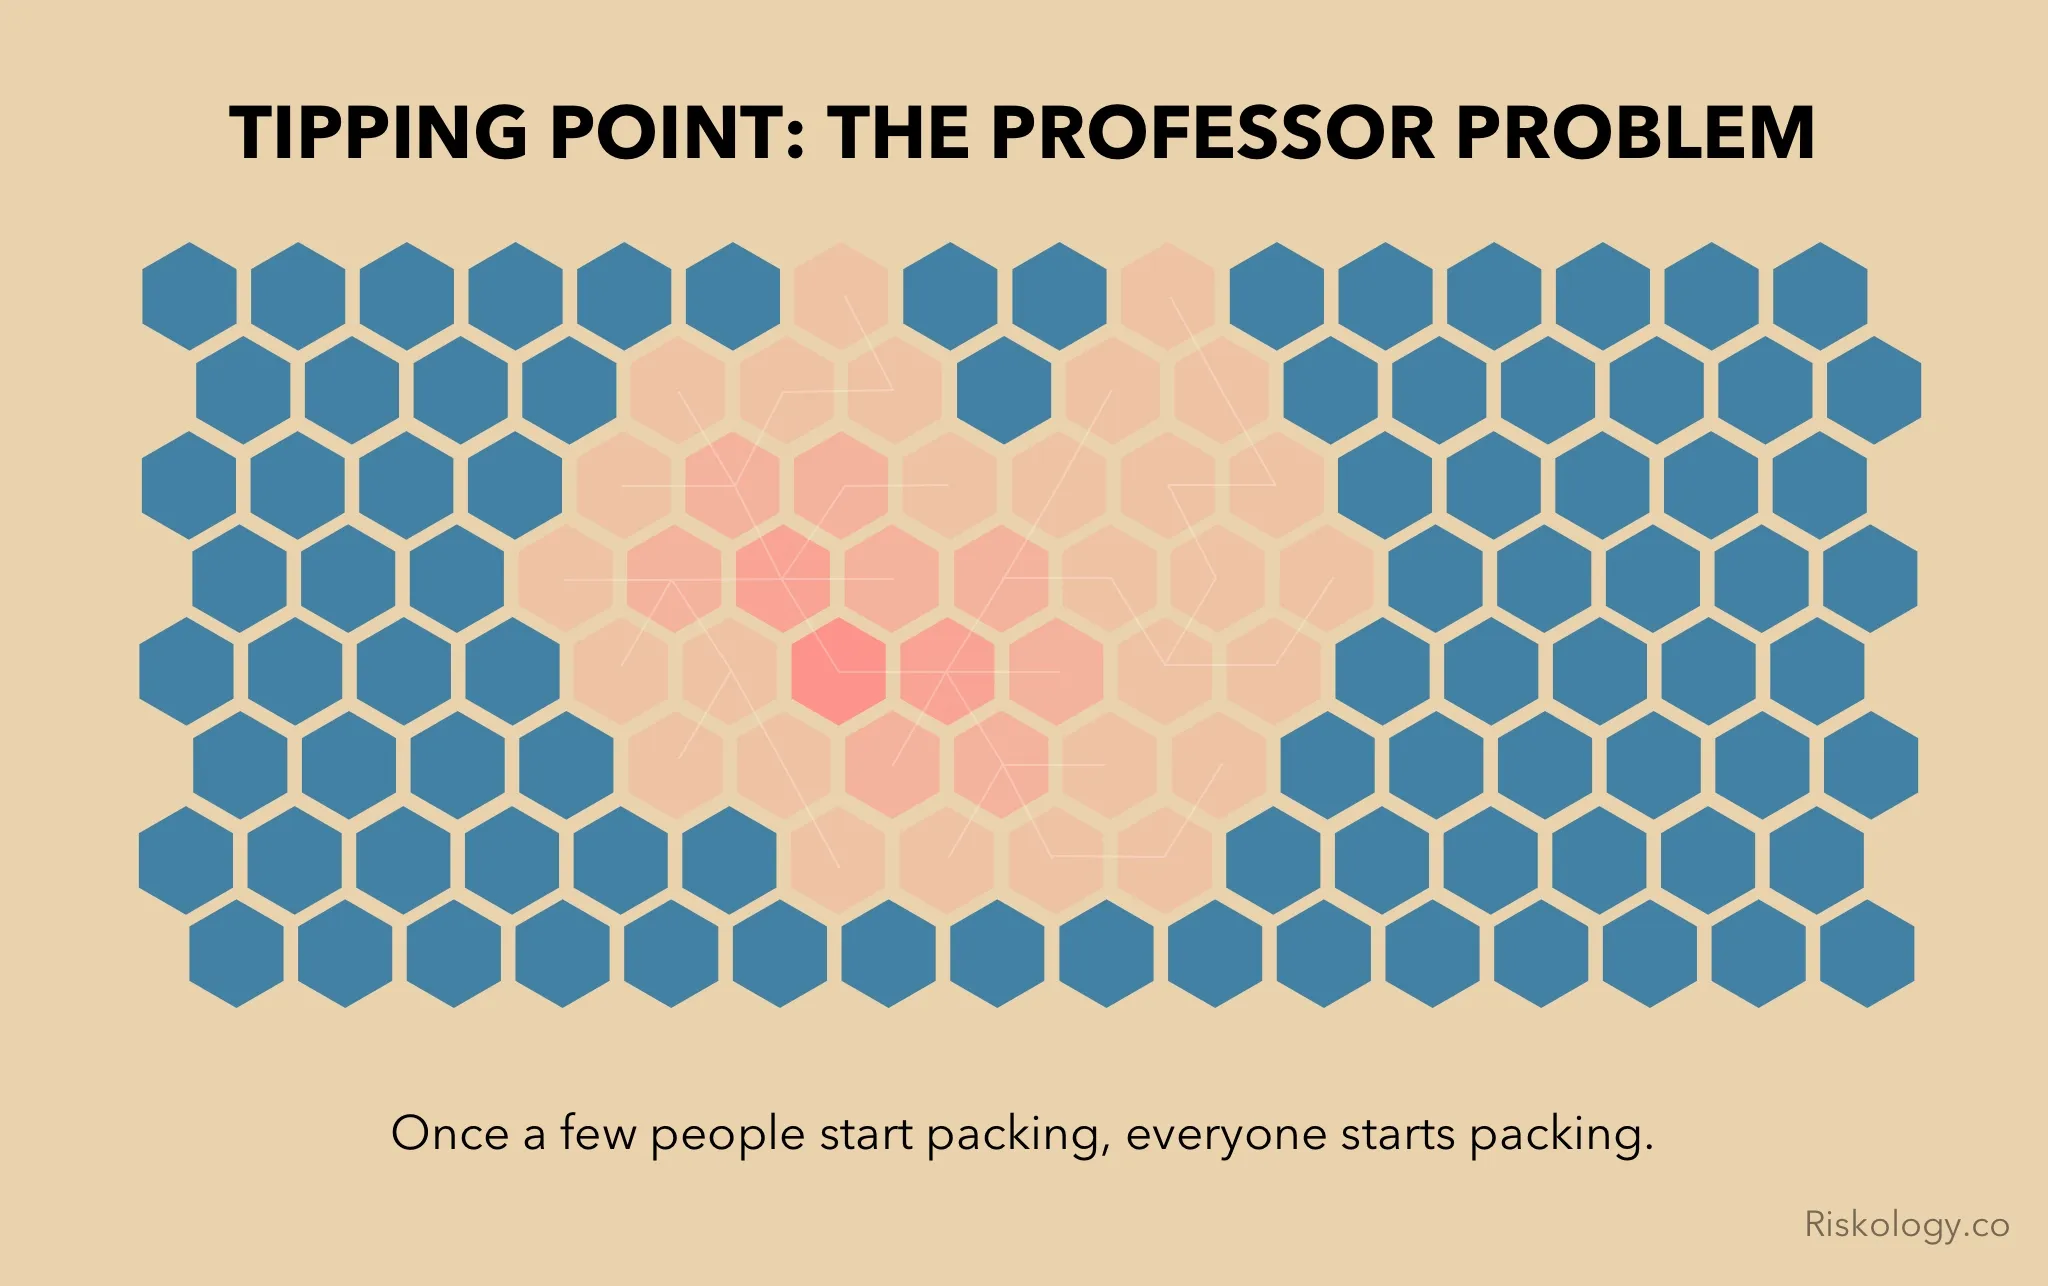 TIPPING POINT: THE PROFESSOR PROBLEM
Once a few people start packing, everyone starts packing.
Riskology.co